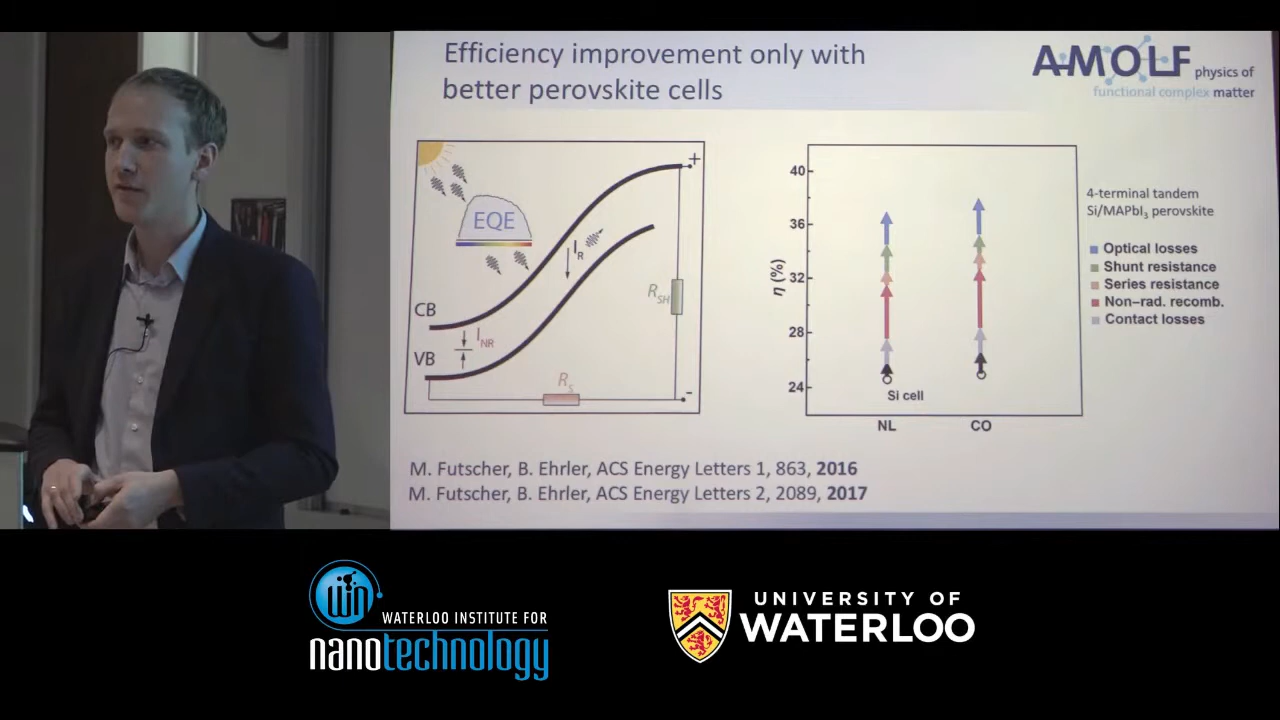 Efficiency improvement only with
better perovskite cells
AMOLF
physics of
functional complex matter
EQE
CB
VB
I_R
I_NR
R_SH
R_S
+
-
η (%)
40
36
32
28
24
Si cell
NL
CO
4-terminal tandem
Si/MAPbI₃ perovskite
Optical losses
Shunt resistance
Series resistance
Non–rad. recomb.
Contact losses
M. Futscher, B. Ehrler, ACS Energy Letters 1, 863, 2016
M. Futscher, B. Ehrler, ACS Energy Letters 2, 2089, 2017
WIN
WATERLOO INSTITUTE FOR
nanotechnology
UNIVERSITY OF
WATERLOO